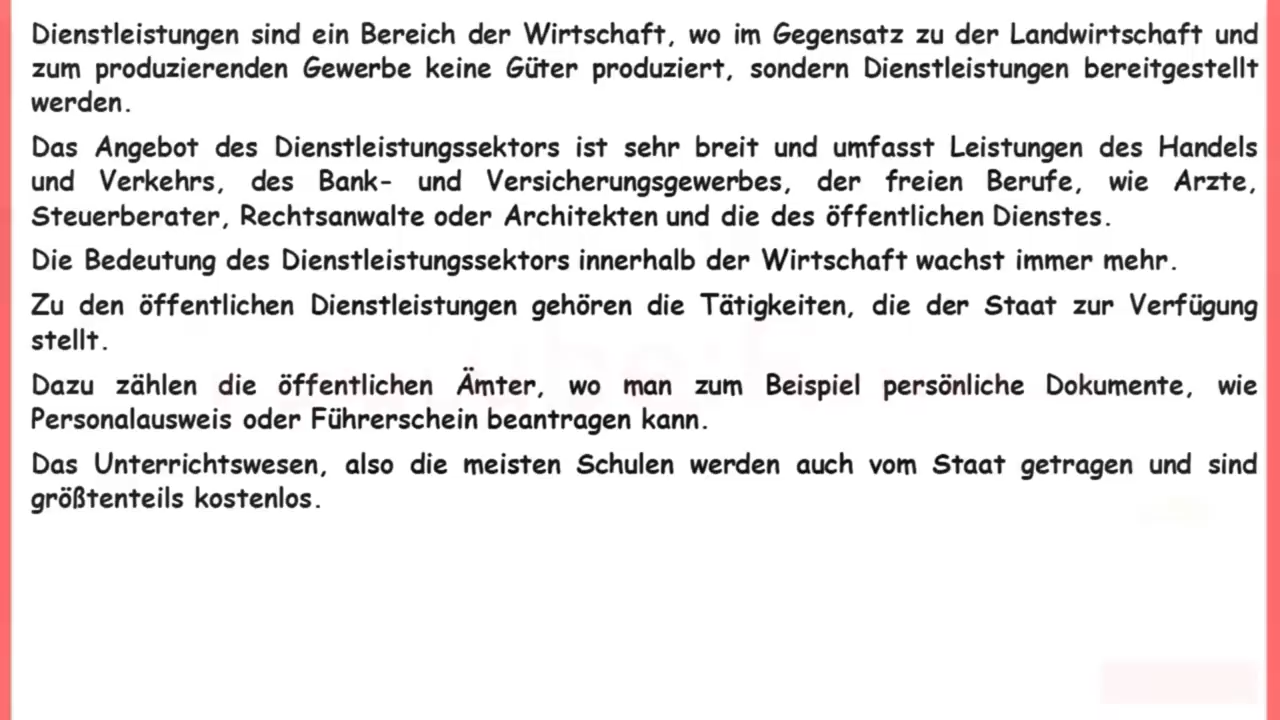 Dienstleistungen sind ein Bereich der Wirtschaft, wo im Gegensatz zu der Landwirtschaft und
zum produzierenden Gewerbe keine Güter produziert, sondern Dienstleistungen bereitgestellt
werden.
Das Angebot des Dienstleistungssektors ist sehr breit und umfasst Leistungen des Handels
und Verkehrs, des Bank- und Versicherungsgewerbes, der freien Berufe, wie Arzte,
Steuerberater, Rechtsanwalte oder Architekten und die des öffentlichen Dienstes.
Die Bedeutung des Dienstleistungssektors innerhalb der Wirtschaft wachst immer mehr.
Zu den öffentlichen Dienstleistungen gehören die Tätigkeiten, die der Staat zur Verfügung
stellt.
Dazu zählen die öffentlichen Ämter, wo man zum Beispiel persönliche Dokumente, wie
Personalausweis oder Führerschein beantragen kann.
Das Unterrichtswesen, also die meisten Schulen werden auch vom Staat getragen und sind
größtenteils kostenlos.